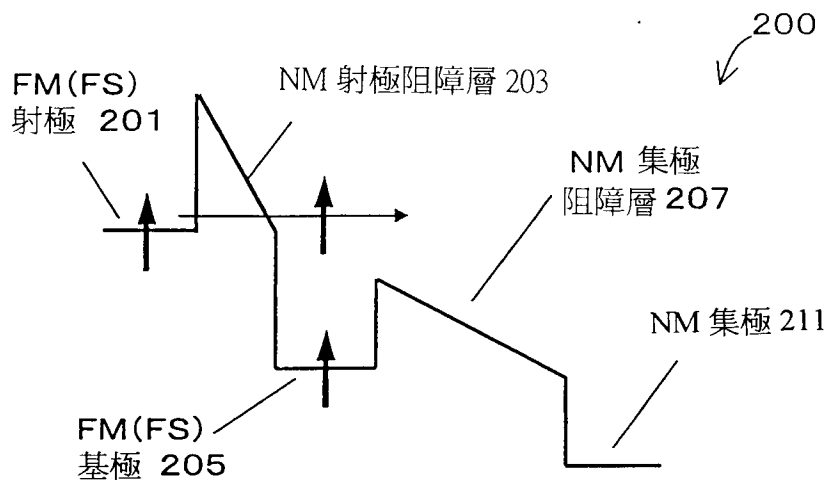 200
FM(FS)
射極 201
NM 射極阻障層 203
NM 集極
阻障層 207
NM 集極 211
FM(FS)
基極 205